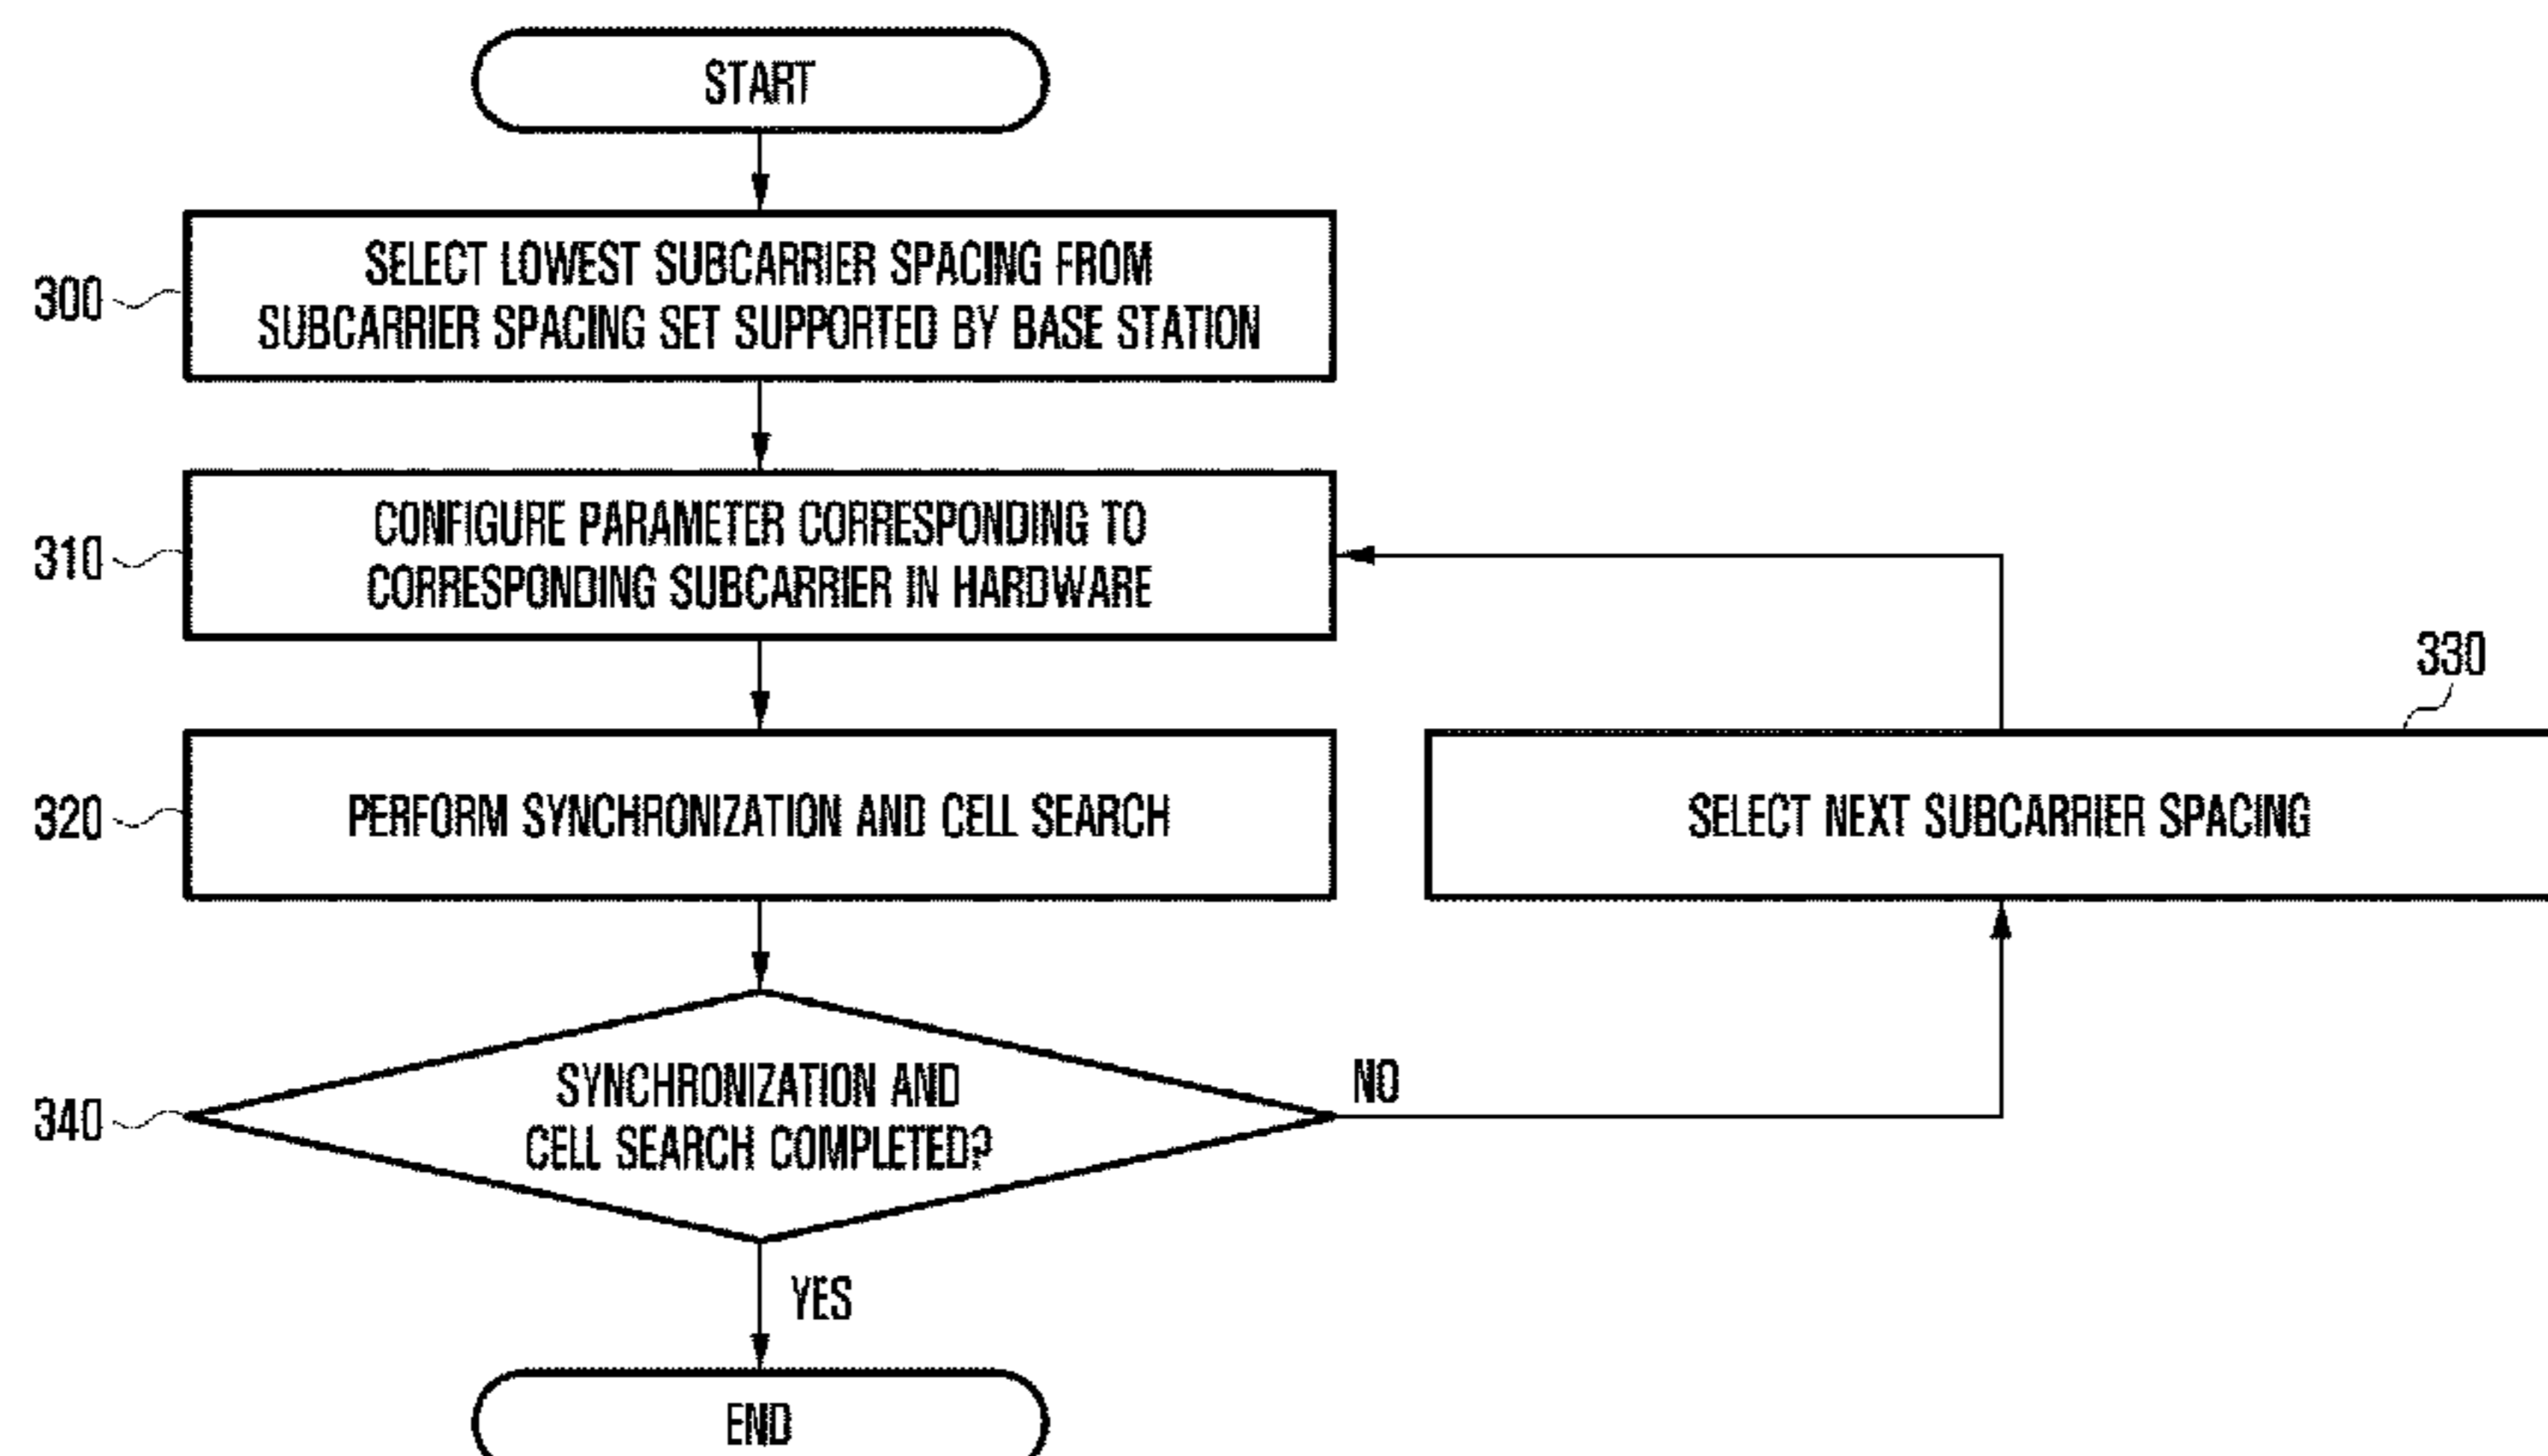 START
300
SELECT LOWEST SUBCARRIER SPACING FROM
SUBCARRIER SPACING SET SUPPORTED BY BASE STATION
310
CONFIGURE PARAMETER CORRESPONDING TO
CORRESPONDING SUBCARRIER IN HARDWARE
330
320
PERFORM SYNCHRONIZATION AND CELL SEARCH
SELECT NEXT SUBCARRIER SPACING
340
SYNCHRONIZATION AND
CELL SEARCH COMPLETED?
NO
YES
END